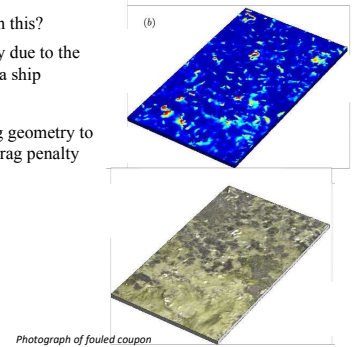 n this?
y due to the
a ship
g geometry to
rag penalty
(b)
Photograph of fouled coupon